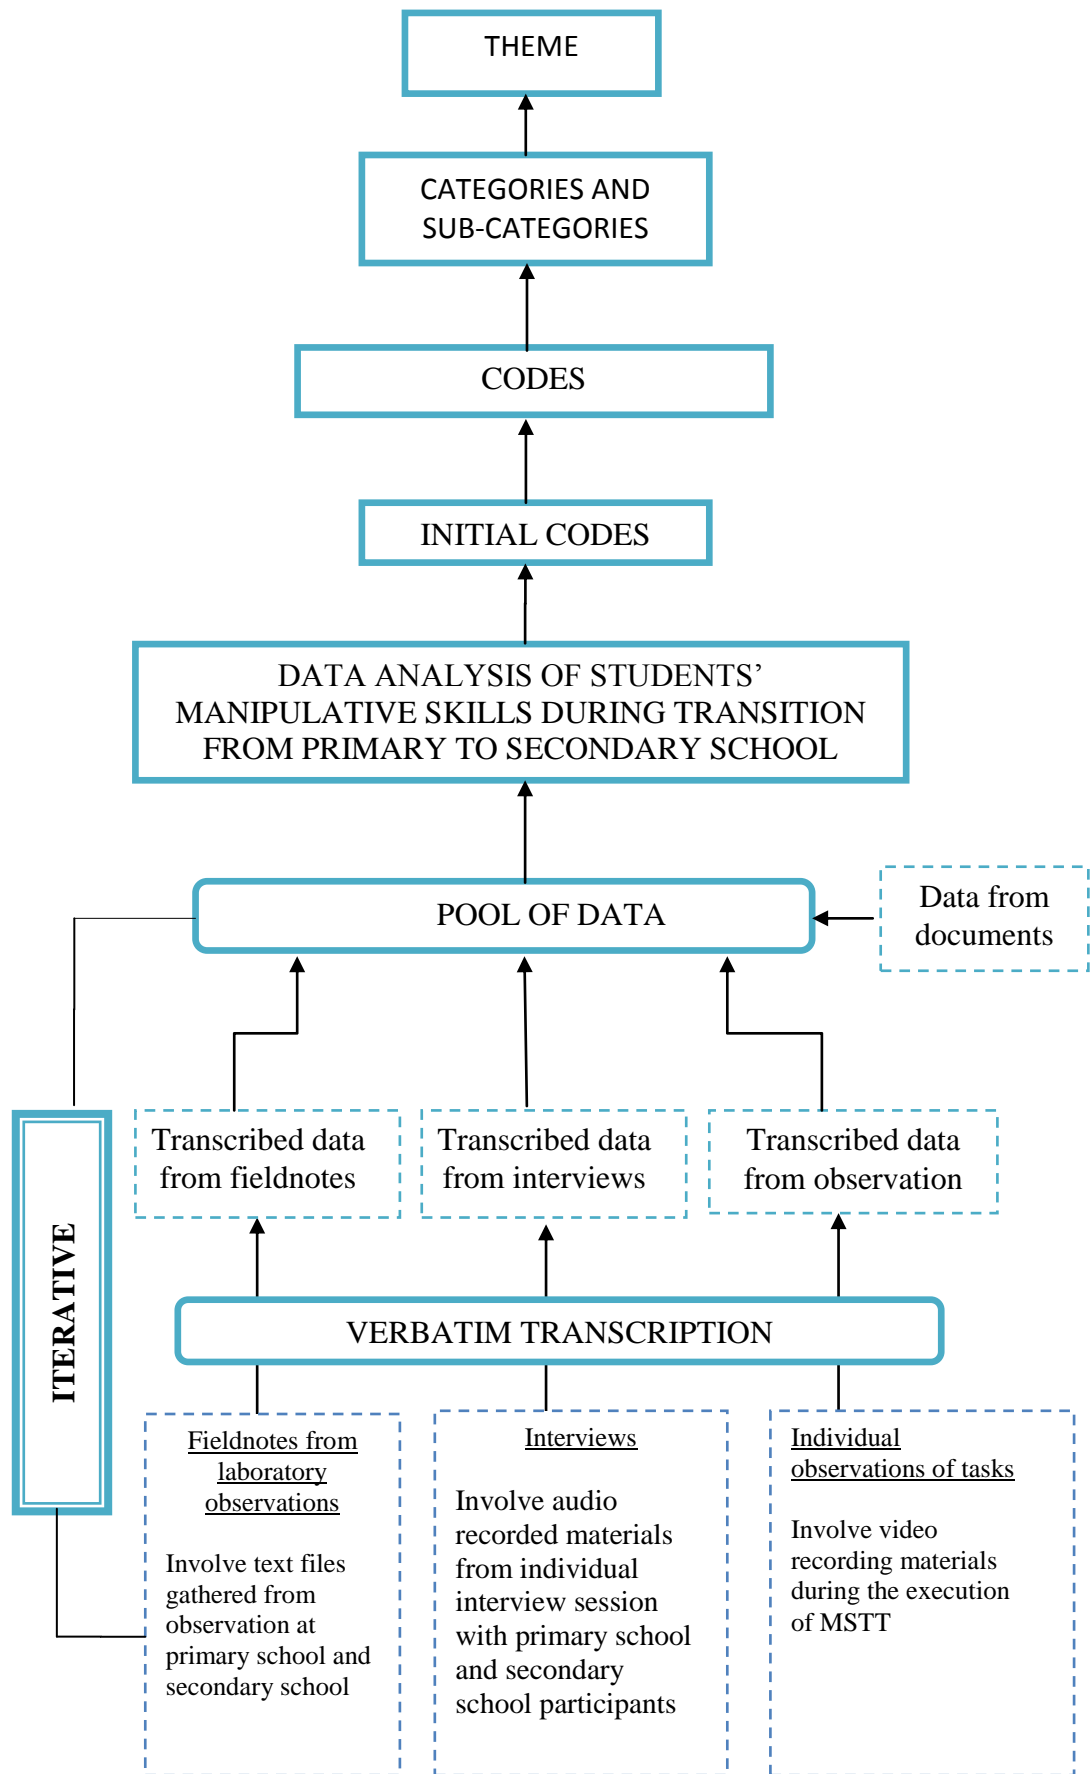 THEME
CATEGORIES AND
SUB-CATEGORIES
CODES
INITIAL CODES
DATA ANALYSIS OF STUDENTS’
MANIPULATIVE SKILLS DURING TRANSITION
FROM PRIMARY TO SECONDARY SCHOOL
POOL OF DATA
Data from
documents
Transcribed data
from fieldnotes
Transcribed data
from interviews
Transcribed data
from observation
ITERATIVE
VERBATIM TRANSCRIPTION
Fieldnotes from
laboratory
observations
Involve text files
gathered from
observation at
primary school and
secondary school
Interviews
Involve audio
recorded materials
from individual
interview session
with primary school
and secondary
school participants
Individual
observations of tasks
Involve video
recording materials
during the execution
of MSTT